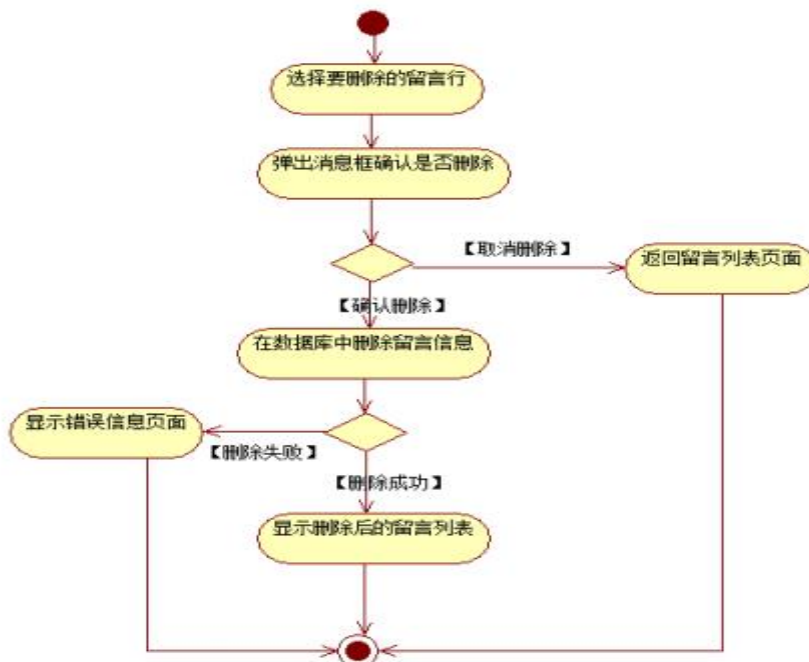 选择要删除的留言行
弹出消息框确认是否删除
【取消删除】
返回留言列表页面
【确认删除】
在数据库中删除留言信息
显示错误信息页面
【删除失败】
【删除成功】
显示删除后的留言列表